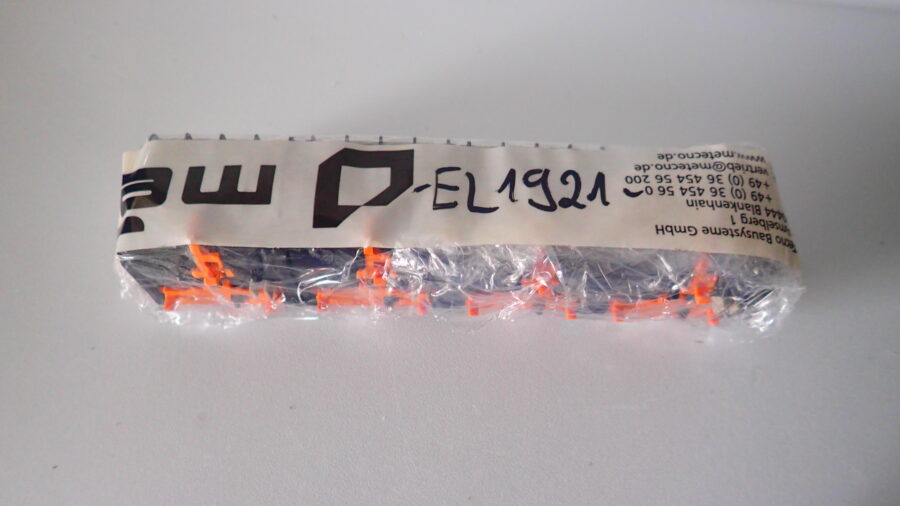 -EL1921-
Bausysteme GmbH
1
Blankenhain
+49 (0) 36 454 56 0
+49 (0) 36 454 56 200
vertrieb@metecno.de
www.metecno.de